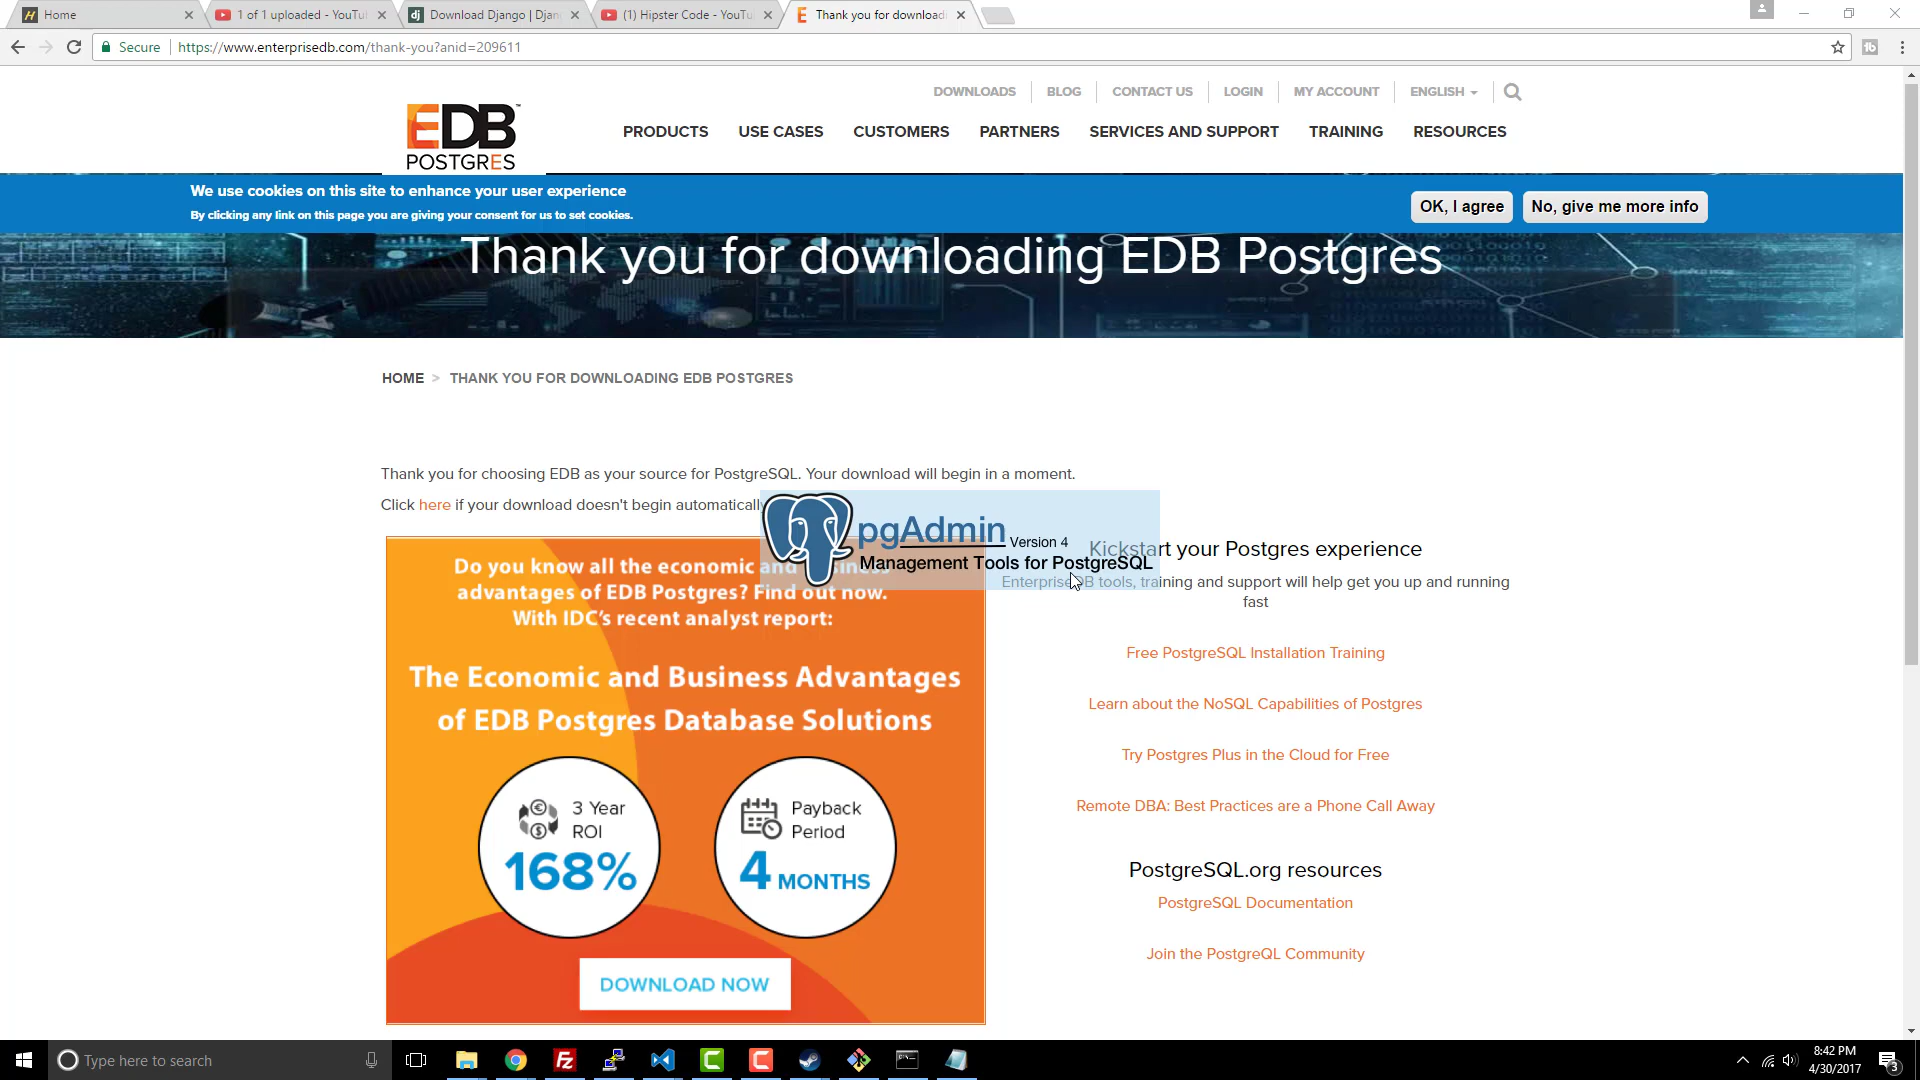 Home
1 of 1 uploaded - YouTu
Download Django | Djan
(1) Hipster Code - YouTu
Thank you for downloadi
Secure
https://www.enterprisedb.com/thank-you?anid=209611
DOWNLOADS
BLOG
CONTACT US
LOGIN
MY ACCOUNT
ENGLISH
EDB
POSTGRES
PRODUCTS
USE CASES
CUSTOMERS
PARTNERS
SERVICES AND SUPPORT
TRAINING
RESOURCES
We use cookies on this site to enhance your user experience
By clicking any link on this page you are giving your consent for us to set cookies.
OK, I agree
No, give me more info
Thank you for downloading EDB Postgres
HOME > THANK YOU FOR DOWNLOADING EDB POSTGRES
Thank you for choosing EDB as your source for PostgreSQL. Your download will begin in a moment.
Click here if your download doesn't begin automatically
pgAdmin Version 4
Management Tools for PostgreSQL
Do you know all the economic and business
advantages of EDB Postgres? Find out now.
With IDC's recent analyst report:
The Economic and Business Advantages
of EDB Postgres Database Solutions
3 Year
ROI
168%
Payback
Period
4 MONTHS
DOWNLOAD NOW
Kickstart your Postgres experience
EnterpriseDB tools, training and support will help get you up and running
fast
Free PostgreSQL Installation Training
Learn about the NoSQL Capabilities of Postgres
Try Postgres Plus in the Cloud for Free
Remote DBA: Best Practices are a Phone Call Away
PostgreSQL.org resources
PostgreSQL Documentation
Join the PostgreQL Community
Type here to search
8:42 PM
4/30/2017
3